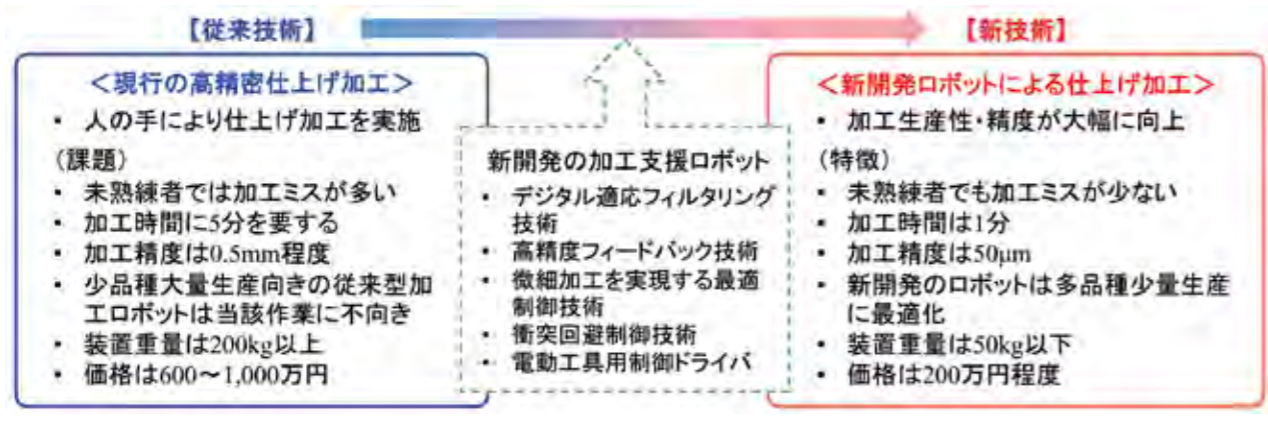 【従来技術】
【新技術】
＜現行の高精密仕上げ加工＞
・ 人の手により仕上げ加工を実施
（課題）
・ 未熟練者では加工ミスが多い
・ 加工時間に5分を要する
・ 加工精度は0.5mm程度
・ 少品種大量生産向きの従来型加
工ロボットは当該作業に不向き
・ 装置重量は200kg以上
・ 価格は600～1,000万円
新開発の加工支援ロボット
・ デジタル適応フィルタリング
技術
・ 高精度フィードバック技術
・ 微細加工を実現する最適
制御技術
・ 衝突回避制御技術
・ 電動工具用制御ドライバ
＜新開発ロボットによる仕上げ加工＞
・ 加工生産性・精度が大幅に向上
（特徴）
・ 未熟練者でも加工ミスが少ない
・ 加工時間は1分
・ 加工精度は50μm
・ 新開発のロボットは多品種少量生産
に最適化
・ 装置重量は50kg以下
・ 価格は200万円程度